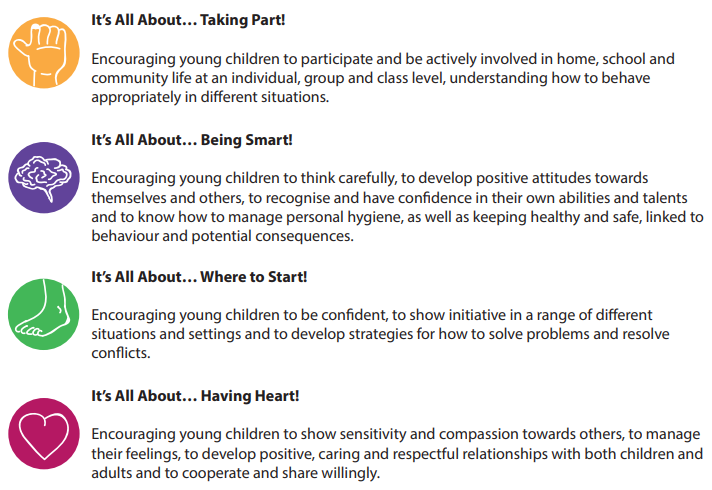 It's All About… Taking Part!
Encouraging young children to participate and be actively involved in home, school and
community life at an individual, group and class level, understanding how to behave
appropriately in different situations.
It's All About… Being Smart!
Encouraging young children to think carefully, to develop positive attitudes towards
themselves and others, to recognise and have confidence in their own abilities and talents
and to know how to manage personal hygiene, as well as keeping healthy and safe, linked to
behaviour and potential consequences.
It's All About… Where to Start!
Encouraging young children to be confident, to show initiative in a range of different
situations and settings and to develop strategies for how to solve problems and resolve
conflicts.
It's All About… Having Heart!
Encouraging young children to show sensitivity and compassion towards others, to manage
their feelings, to develop positive, caring and respectful relationships with both children and
adults and to cooperate and share willingly.